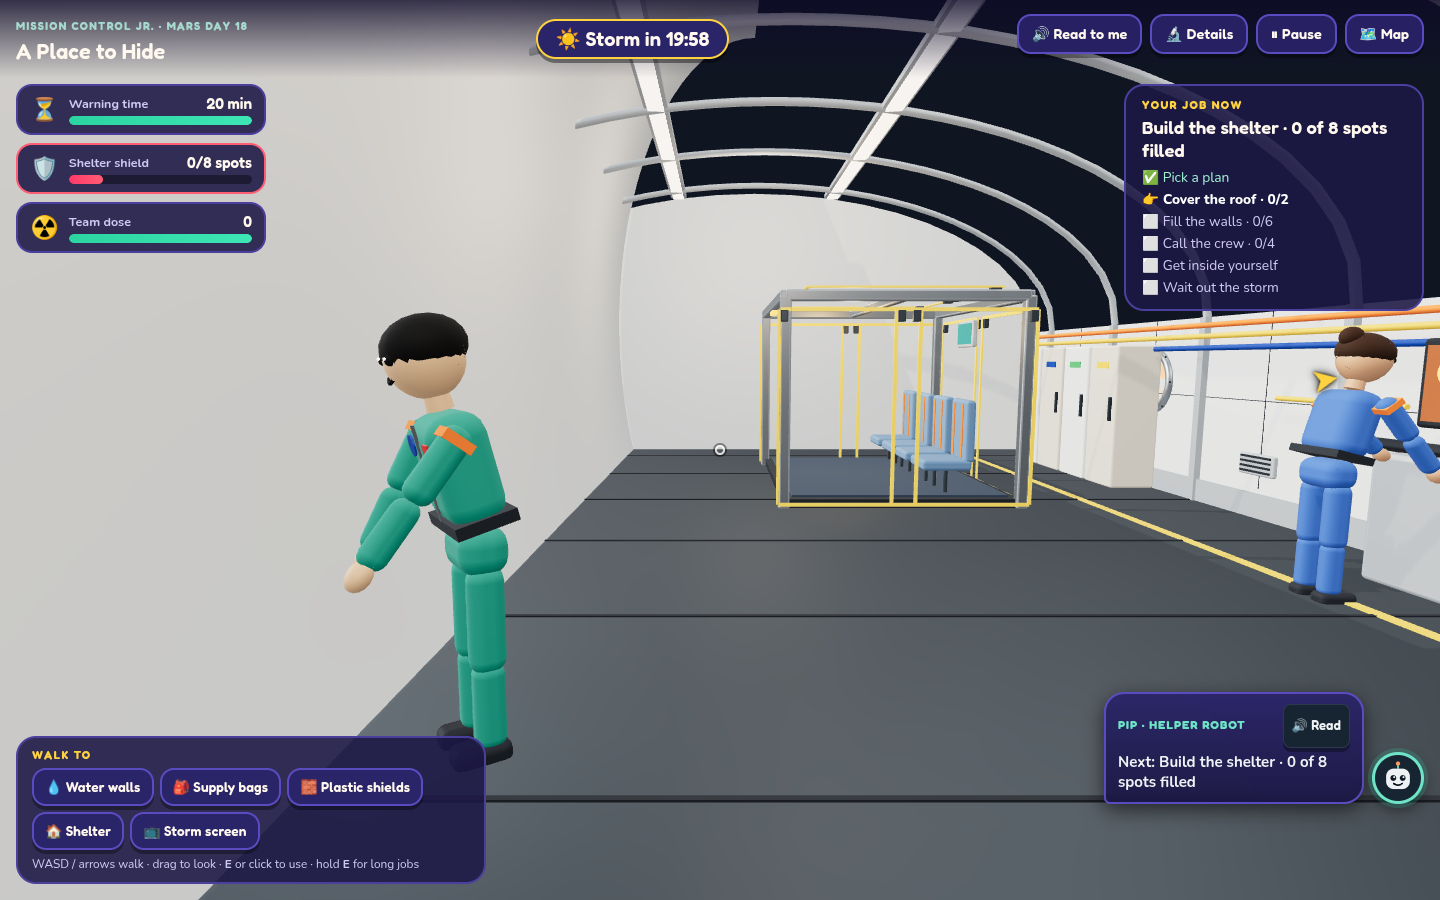 MISSION CONTROL JR. · MARS DAY 18
A Place to Hide
Storm in 19:58
Read to me
Details
Pause
Map
Warning time 20 min
Shelter shield 0/8 spots
Team dose 0
YOUR JOB NOW
Build the shelter · 0 of 8 spots
filled
Pick a plan
Cover the roof · 0/2
Fill the walls · 0/6
Call the crew · 0/4
Get inside yourself
Wait out the storm
PIP · HELPER ROBOT
Read
Next: Build the shelter · 0 of 8
spots filled
WALK TO
Water walls
Supply bags
Plastic shields
Shelter
Storm screen
WASD / arrows walk · drag to look · E or click to use · hold E for long jobs